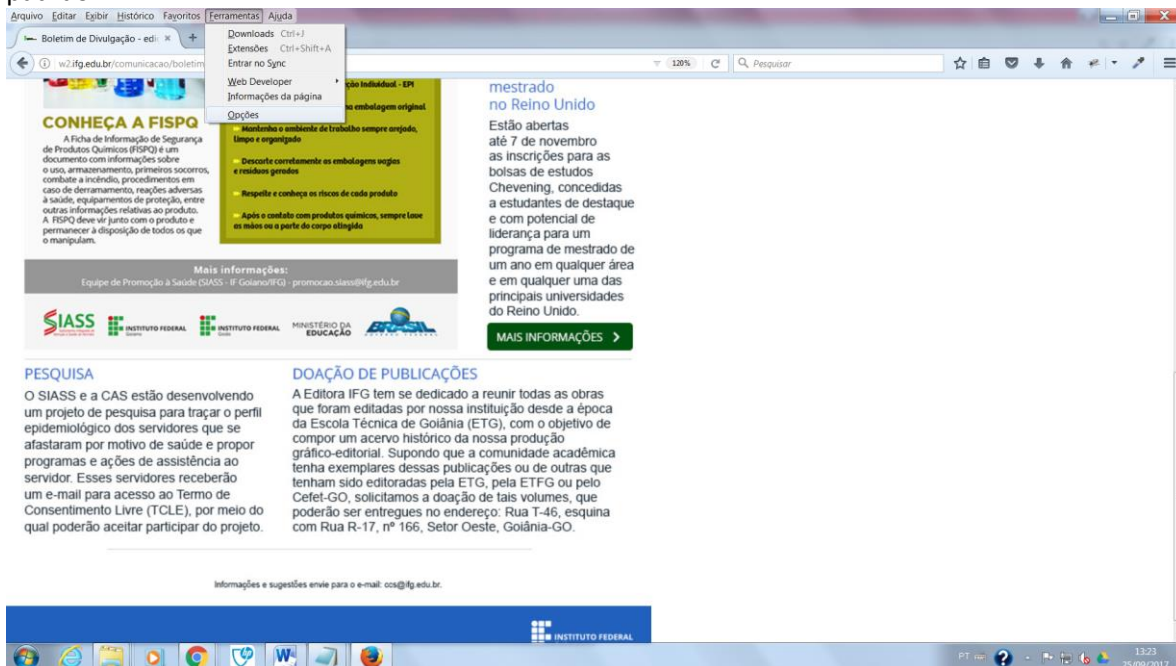 Arquivo Editar Exibir Histórico Favoritos Ferramentas Ajuda
Boletim de Divulgação - edi
Downloads Ctrl+J
Extensões Ctrl+Shift+A
Entrar no Sync
Web Developer
Informações da página
Opções
w2.ifg.edu.br/comunicacao/boletim
120%
Pesquisar
CONHEÇA A FISPQ
A Ficha de Informação de Segurança
de Produtos Químicos (FISPQ) é um
documento com informações sobre
o uso, armazenamento, primeiros socorros,
combate a incêndio, procedimentos em
caso de derramamento, reações adversas
à saúde, equipamentos de proteção, entre
outras informações relativas ao produto.
A FISPQ deve vir junto com o produto e
permanecer à disposição de todos os que
o manipulam.
ção Individual - EPI
na embalagem original
Mantenha o ambiente de trabalho sempre arejado,
limpo e organizado
Descarte corretamente as embalagens vazias
e resíduos gerados
Respeite e conheça os riscos de cada produto
Após o contato com produtos químicos, sempre lave
as mãos ou a parte do corpo atingida
Mais informações:
Equipe de Promoção à Saúde (SIASS - IF Goiano/IFG) - promocao.siass@ifg.edu.br
SIASS
INSTITUTO FEDERAL
Goiano
INSTITUTO FEDERAL
Goiás
MINISTÉRIO DA
EDUCAÇÃO
BRASIL
mestrado
no Reino Unido
Estão abertas
até 7 de novembro
as inscrições para as
bolsas de estudos
Chevening, concedidas
a estudantes de destaque
e com potencial de
liderança para um
programa de mestrado de
um ano em qualquer área
e em qualquer uma das
principais universidades
do Reino Unido.
MAIS INFORMAÇÕES
PESQUISA
O SIASS e a CAS estão desenvolvendo
um projeto de pesquisa para traçar o perfil
epidemiológico dos servidores que se
afastaram por motivo de saúde e propor
programas e ações de assistência ao
servidor. Esses servidores receberão
um e-mail para acesso ao Termo de
Consentimento Livre (TCLE), por meio do
qual poderão aceitar participar do projeto.
DOAÇÃO DE PUBLICAÇÕES
A Editora IFG tem se dedicado a reunir todas as obras
que foram editadas por nossa instituição desde a época
da Escola Técnica de Goiânia (ETG), com o objetivo de
compor um acervo histórico da nossa produção
gráfico-editorial. Supondo que a comunidade acadêmica
tenha exemplares dessas publicações ou de outras que
tenham sido editoradas pela ETG, pela ETFG ou pelo
Cefet-GO, solicitamos a doação de tais volumes, que
poderão ser entregues no endereço: Rua T-46, esquina
com Rua R-17, nº 166, Setor Oeste, Goiânia-GO.
Informações e sugestões envie para o e-mail: ccs@ifg.edu.br.
INSTITUTO FEDERAL
PT
13:23
25/09/2017